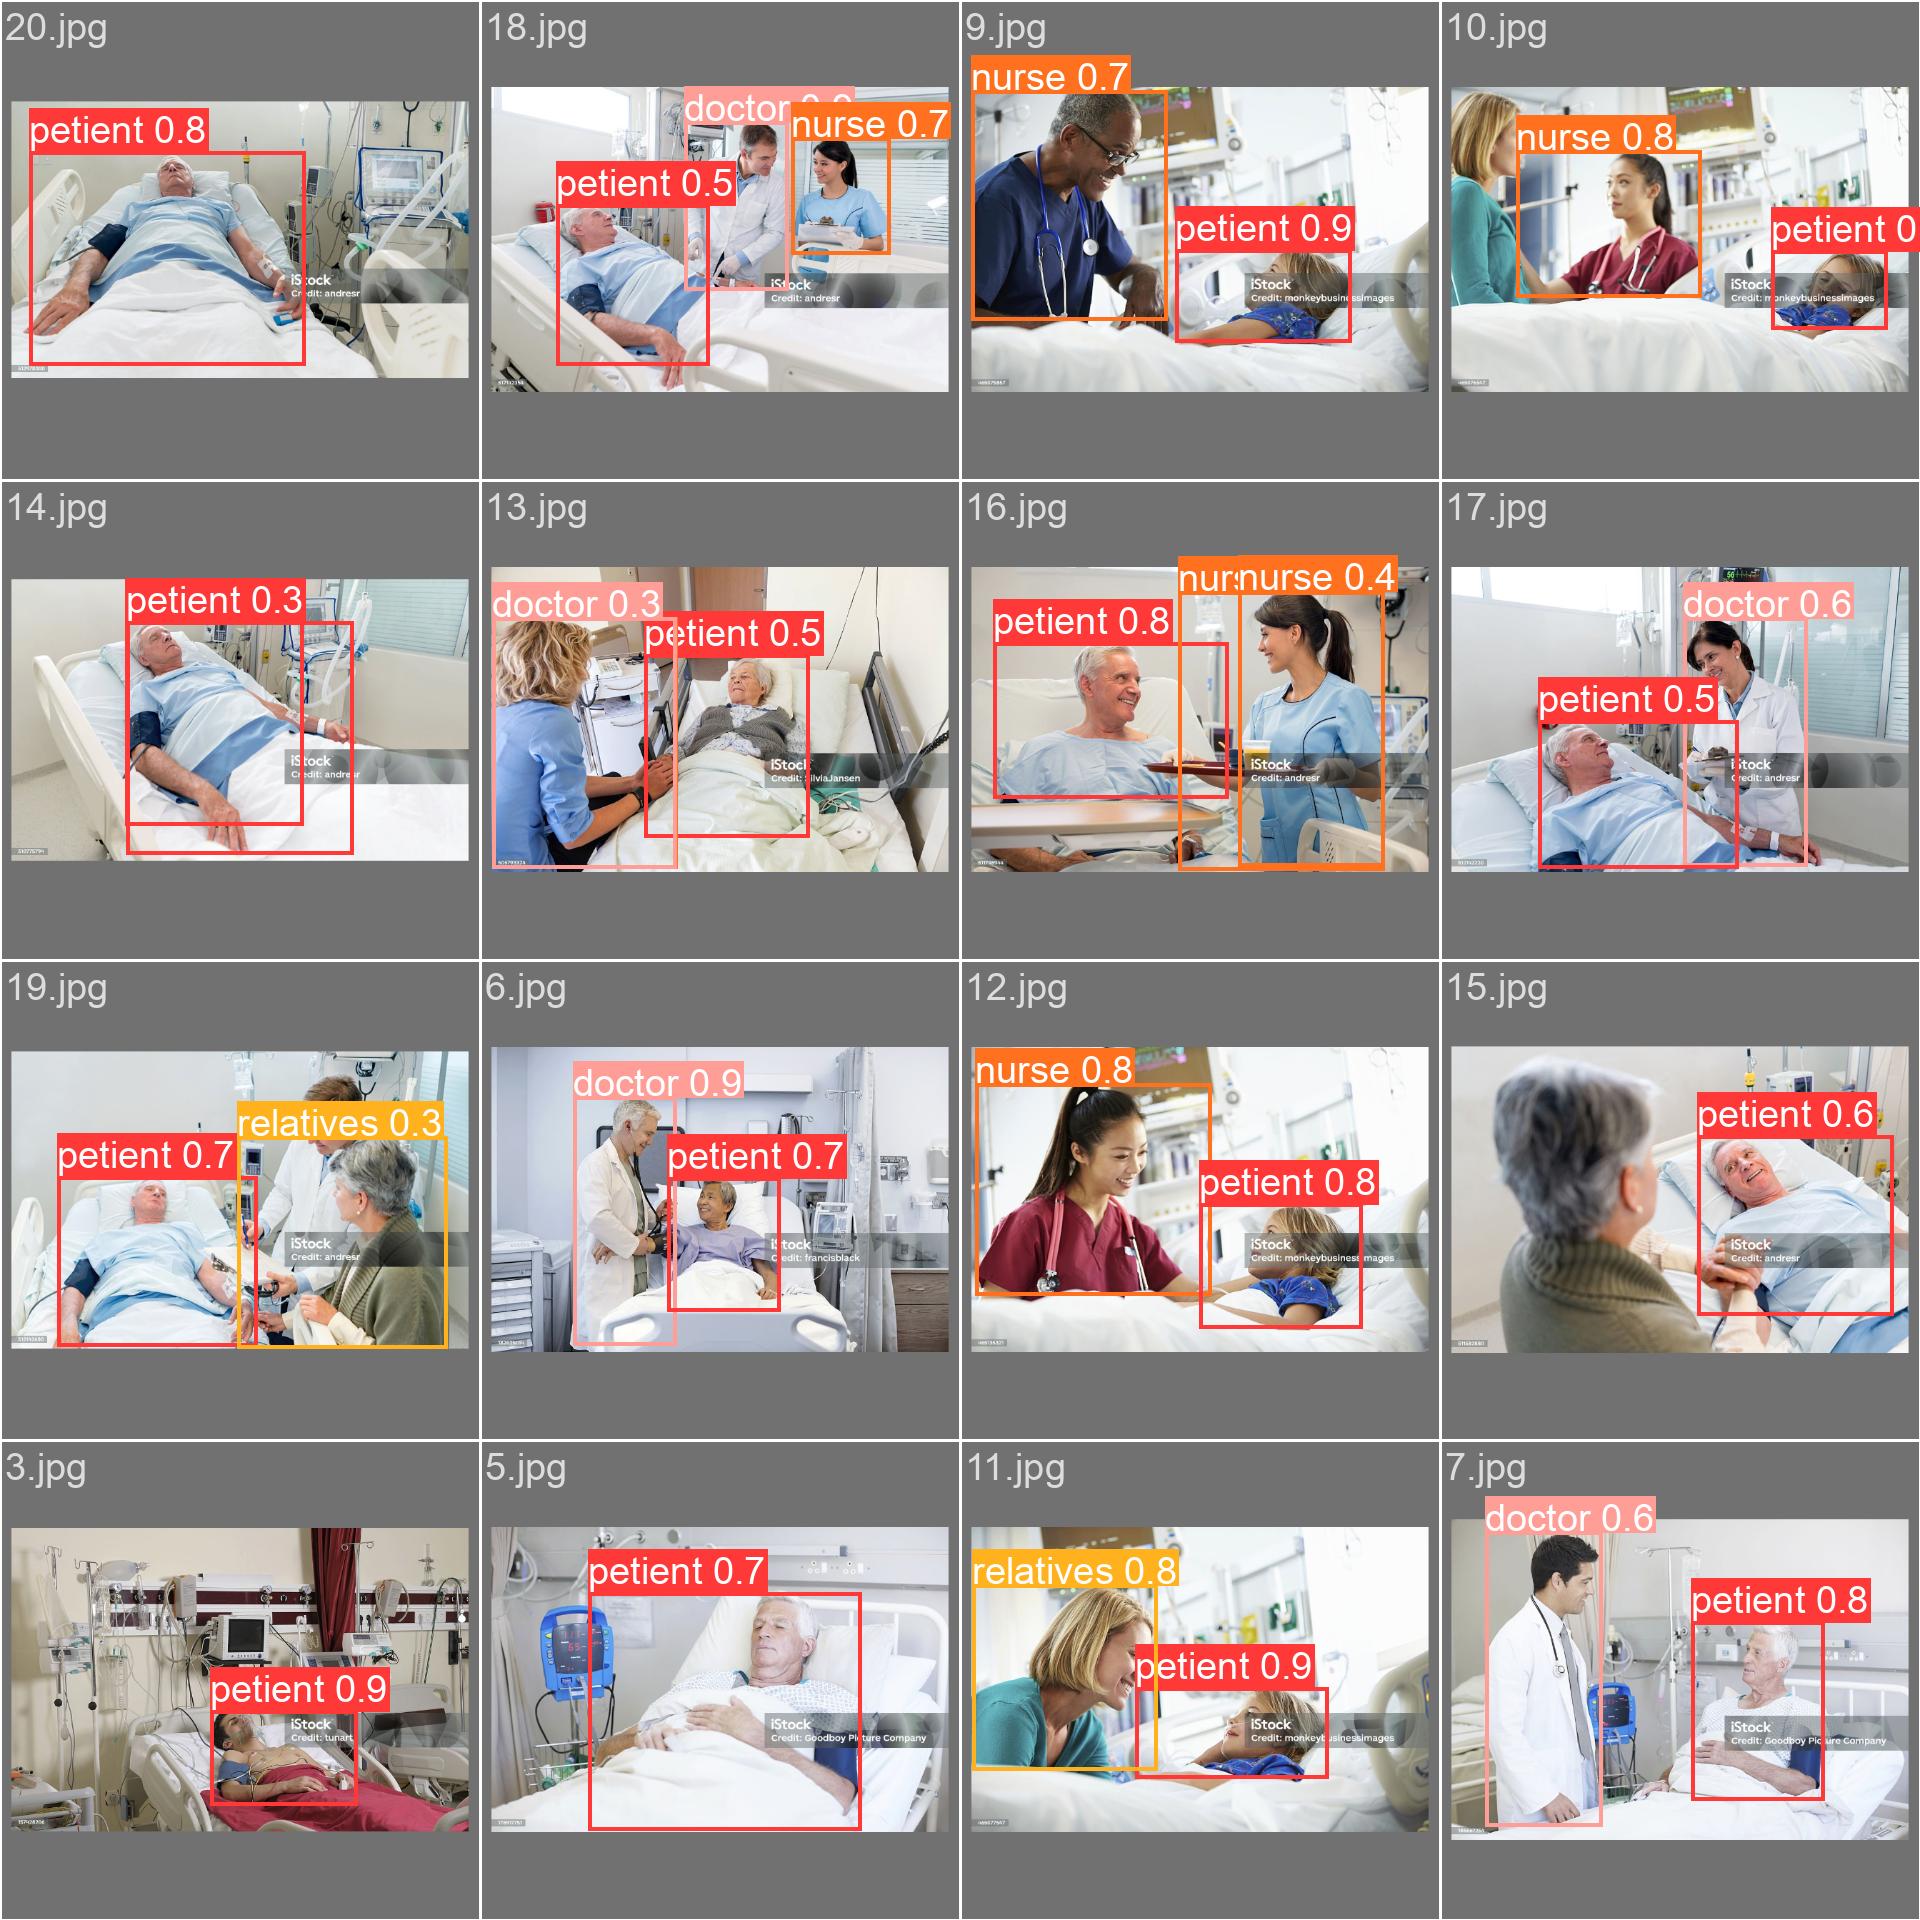 20.jpg
petient 0.8
iStock
Credit: andresr
18.jpg
doctor 0.9
nurse 0.7
petient 0.5
iStock
Credit: andresr
9.jpg
nurse 0.7
petient 0.9
iStock
Credit: monkeybusinessimages
10.jpg
nurse 0.8
petient 0
iStock
Credit: monkeybusinessimages
14.jpg
petient 0.3
iStock
Credit: andresr
13.jpg
doctor 0.3
petient 0.5
iStock
Credit: SilviaJansen
16.jpg
nurse 0.4
petient 0.8
iStock
Credit: andresr
17.jpg
doctor 0.6
petient 0.5
iStock
Credit: andresr
19.jpg
relatives 0.3
petient 0.7
iStock
Credit: andresr
6.jpg
doctor 0.9
petient 0.7
iStock
Credit: francisblack
12.jpg
nurse 0.8
petient 0.8
iStock
Credit: monkeybusinessimages
15.jpg
petient 0.6
iStock
Credit: andresr
3.jpg
petient 0.9
iStock
Credit: tunart
5.jpg
petient 0.7
iStock
Credit: Goodboy Picture Company
11.jpg
relatives 0.8
petient 0.9
iStock
Credit: monkeybusinessimages
7.jpg
doctor 0.6
petient 0.8
iStock
Credit: Goodboy Picture Company